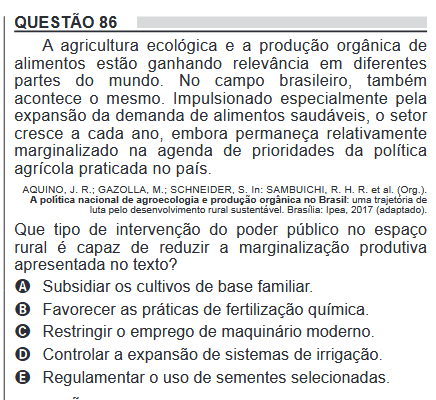 QUESTÃO 86
A agricultura ecológica e a produção orgânica de
alimentos estão ganhando relevância em diferentes
partes do mundo. No campo brasileiro, também
acontece o mesmo. Impulsionado especialmente pela
expansão da demanda de alimentos saudáveis, o setor
cresce a cada ano, embora permaneça relativamente
marginalizado na agenda de prioridades da política
agrícola praticada no país.
AQUINO, J. R.; GAZOLLA, M.; SCHNEIDER, S. In: SAMBUICHI, R. H. R. et al. (Org.).
A política nacional de agroecologia e produção orgânica no Brasil: uma trajetória de
luta pelo desenvolvimento rural sustentável. Brasília: Ipea, 2017 (adaptado).
Que tipo de intervenção do poder público no espaço
rural é capaz de reduzir a marginalização produtiva
apresentada no texto?
A Subsidiar os cultivos de base familiar.
B Favorecer as práticas de fertilização química.
C Restringir o emprego de maquinário moderno.
D Controlar a expansão de sistemas de irrigação.
E Regulamentar o uso de sementes selecionadas.